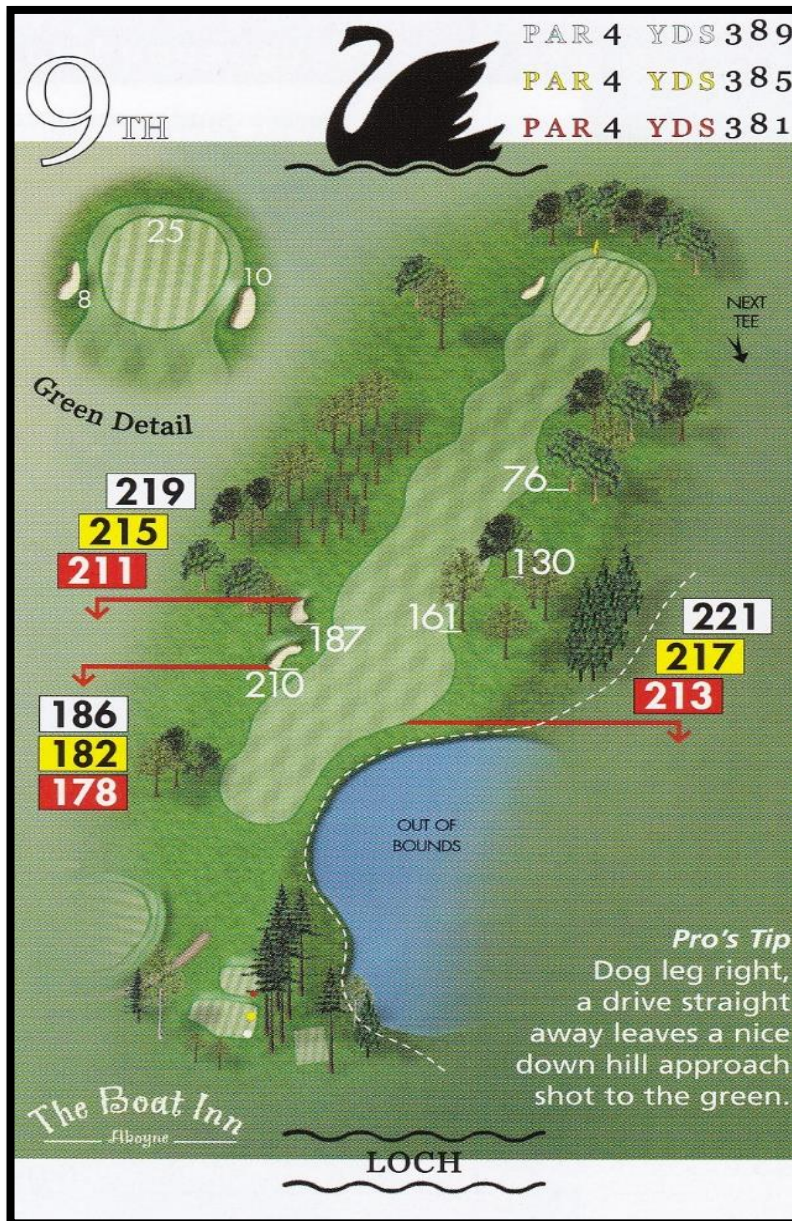 9TH
PAR 4 YDS 389
PAR 4 YDS 385
PAR 4 YDS 381
25
8
10
Green Detail
NEXT
TEE
76
130
161
187
210
219
215
211
186
182
178
221
217
213
OUT OF
BOUNDS
Pro's Tip
Dog leg right,
a drive straight
away leaves a nice
down hill approach
shot to the green.
The Boat Inn
Aboyne
LOCH